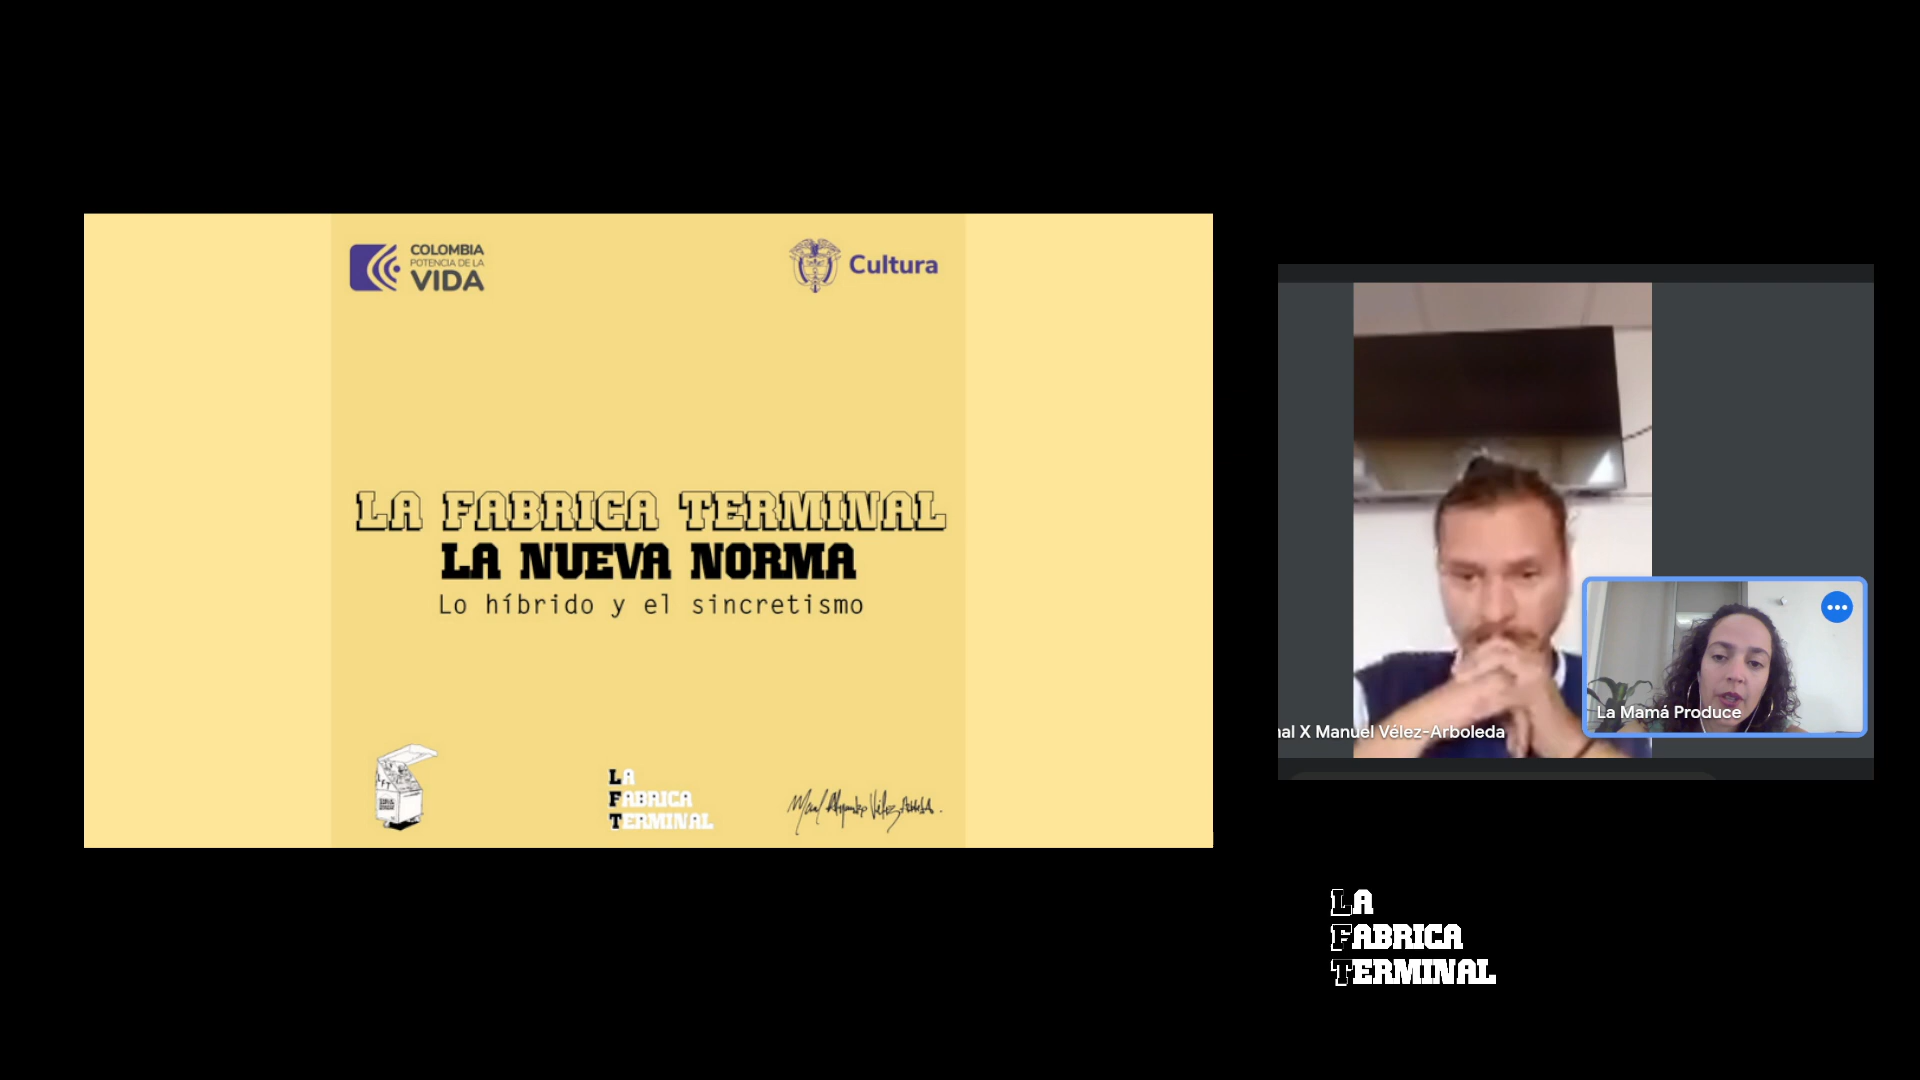 COLOMBIA
POTENCIA DE LA
VIDA
Cultura
LA FABRICA TERMINAL
LA NUEVA NORMA
Lo híbrido y el sincretismo
LA
FABRICA
TERMINAL
nal X Manuel Vélez-Arboleda
La Mamá Produce
LA
FABRICA
TERMINAL